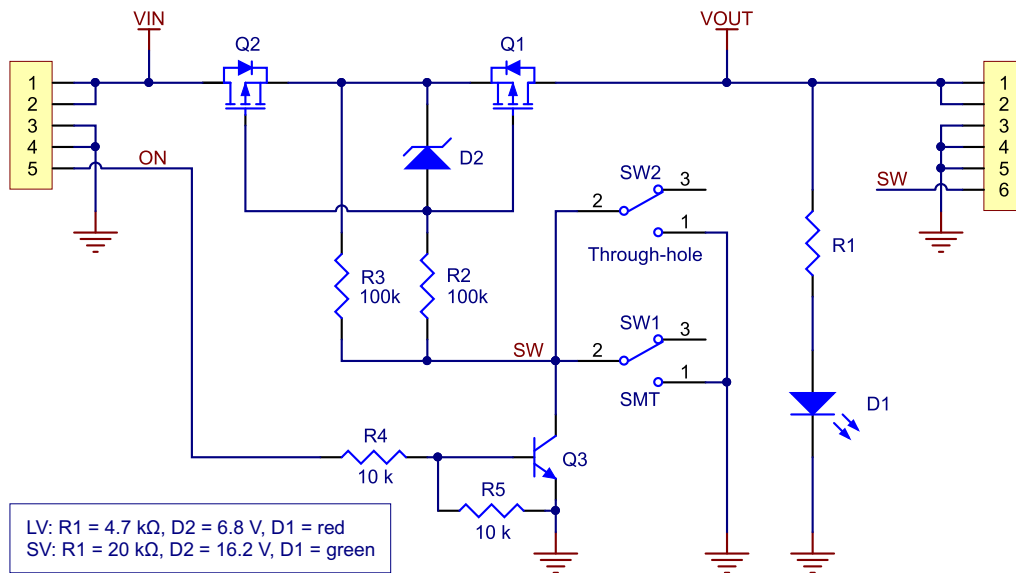 VIN
VOUT
Q2
Q1
1
2
3
4
5
ON
D2
SW2
3
2
1
Through-hole
1
2
3
4
5
6
SW
R1
R3
100k
R2
100k
SW
SW1
3
2
1
SMT
D1
R4
10 k
Q3
R5
10 k
LV: R1 = 4.7 kΩ, D2 = 6.8 V, D1 = red
SV: R1 = 20 kΩ, D2 = 16.2 V, D1 = green